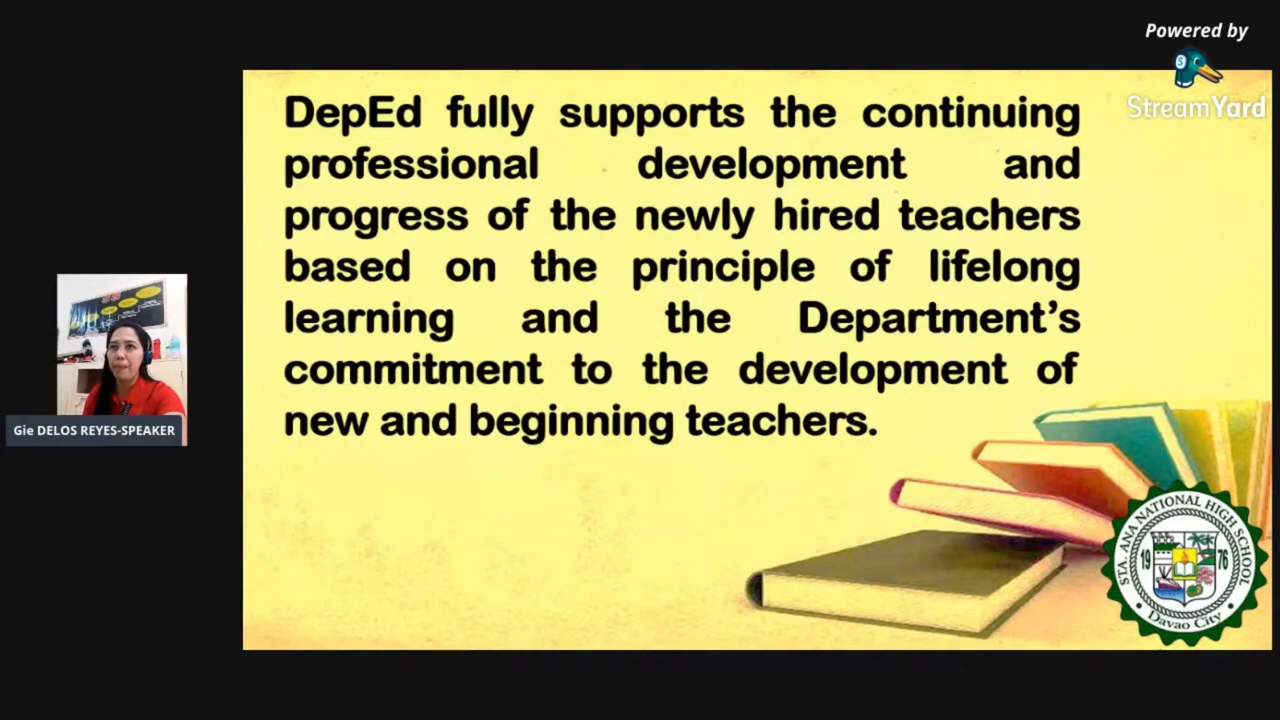 Powered by
StreamYard
DepEd fully supports the continuing
professional development and
progress of the newly hired teachers
based on the principle of lifelong
learning and the Department's
commitment to the development of
new and beginning teachers.
Gie DELOS REYES-SPEAKER
STA. ANA NATIONAL HIGH SCHOOL
19 76
Davao City